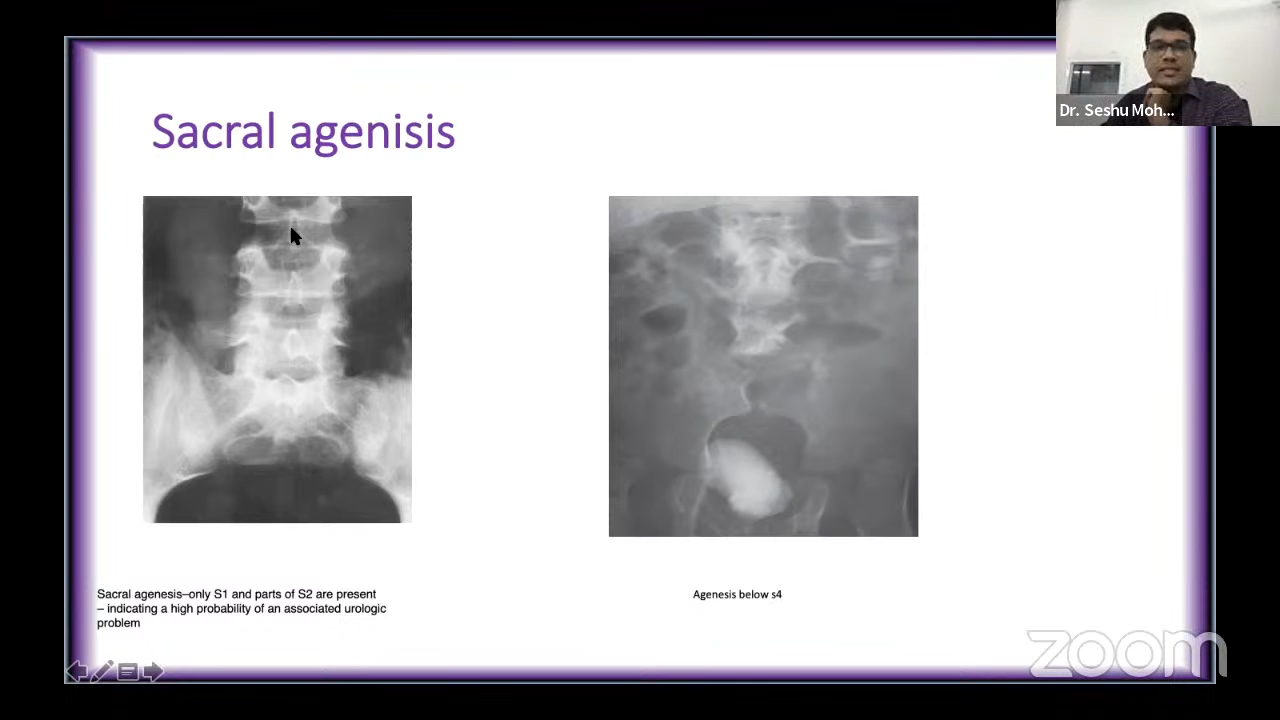 Dr. Seshu Moh...
Sacral agenisis
Sacral agenesis–only S1 and parts of S2 are present
– indicating a high probability of an associated urologic
problem
Agenesis below s4
zoom